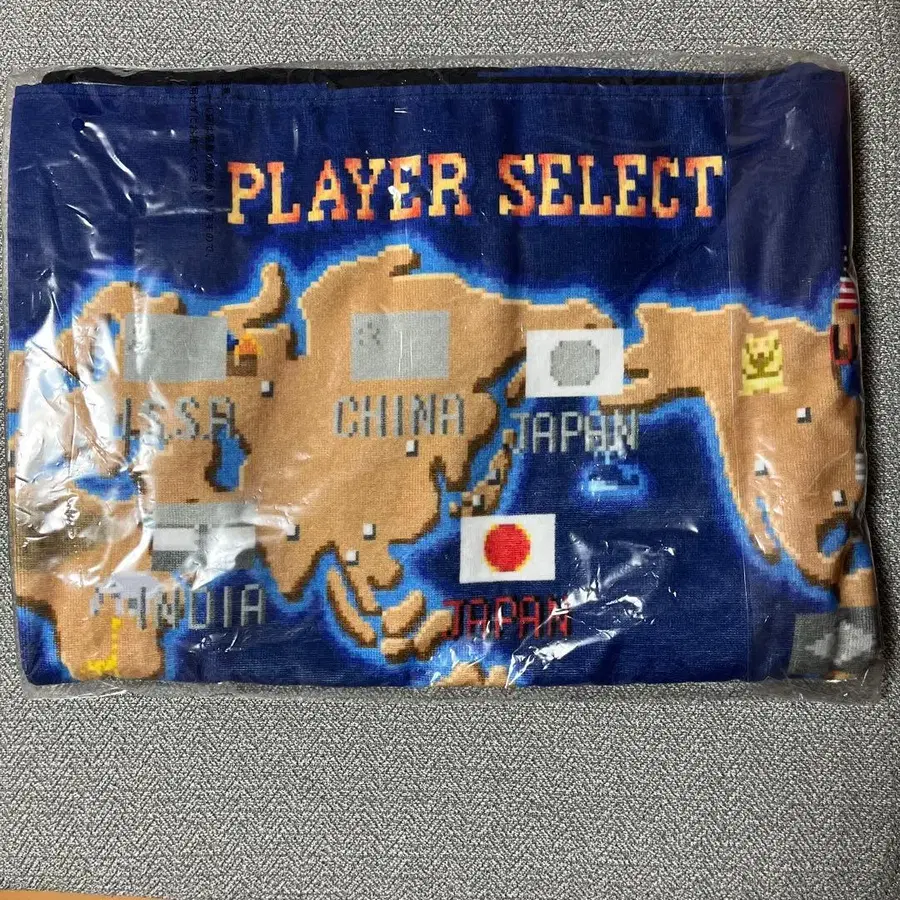 PLAYER SELECT
U.S.S.R
CHINA
JAPAN
INDIA
JAPAN